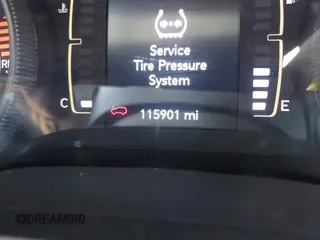 Service
Tire Pressure
System
C
115901 mi
E
DREAMBID